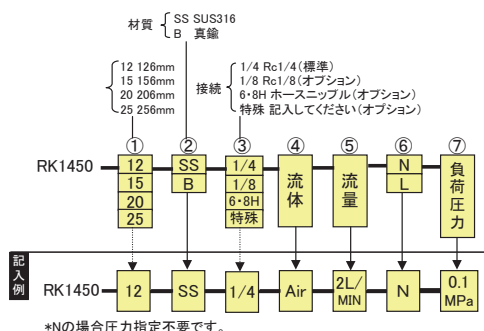 材質 SS SUS316
B 真鍮
12 126mm
15 156mm
20 206mm
25 256mm
接続 1/4 Rc1/4(標準)
1/8 Rc1/8(オプション)
6・8H ホースニップル(オプション)
特殊 記入してください(オプション)
① ② ③ ④ ⑤ ⑥ ⑦
RK1450 12 SS 1/4 流体 流量 N 負荷圧力
15 B 1/8 L
20 6・8H
25 特殊
記入例
RK1450 12 SS 1/4 Air 2L/MIN N 0.1MPa
*Nの場合圧力指定不要です。